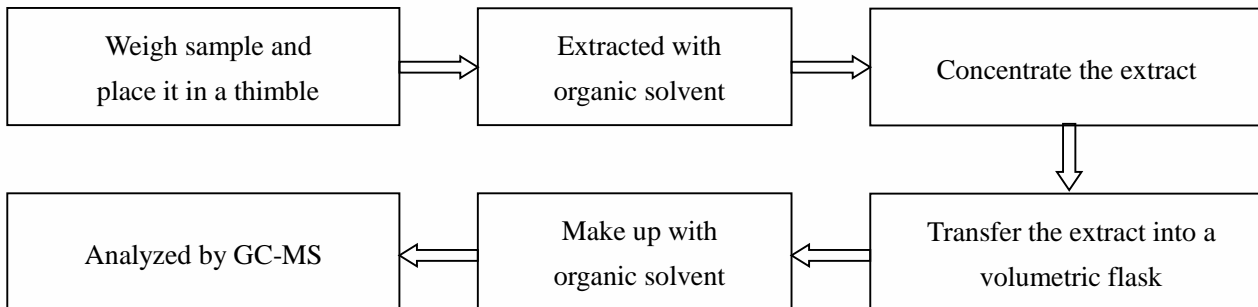 Weigh sample and
place it in a thimble
Extracted with
organic solvent
Concentrate the extract
Transfer the extract into a
volumetric flask
Make up with
organic solvent
Analyzed by GC-MS